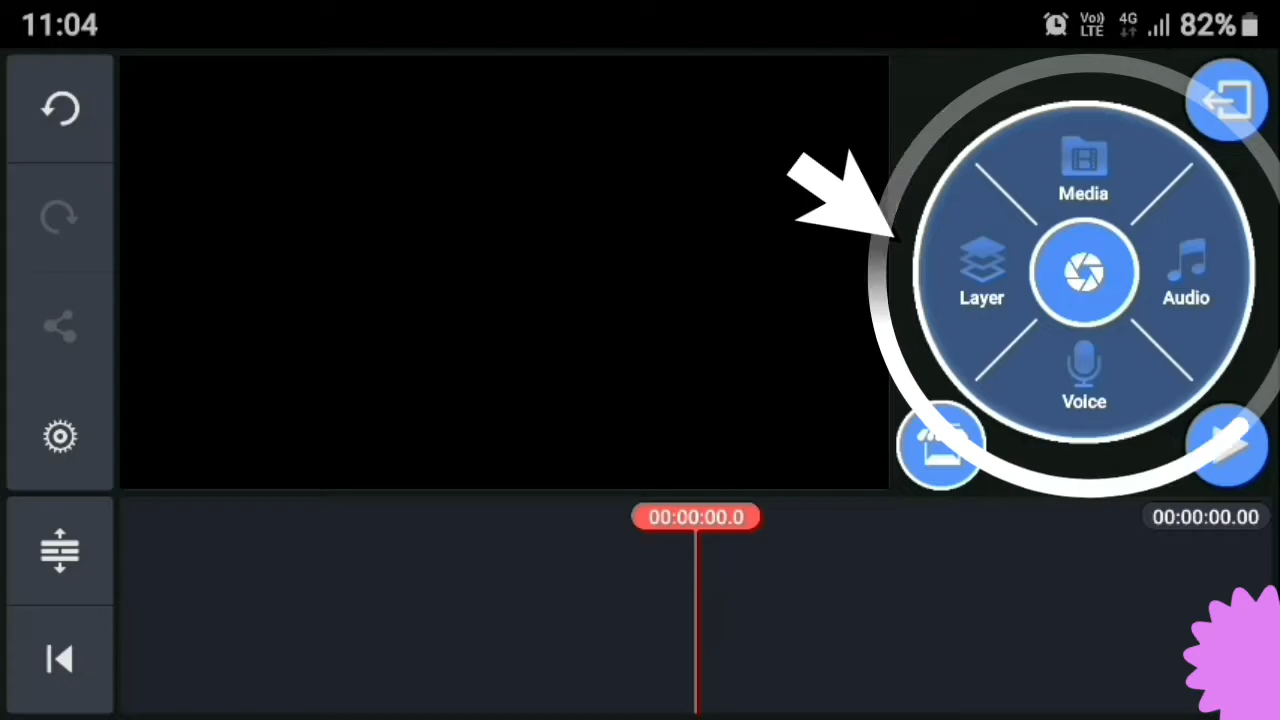 11:04
Vo)) LTE 4G 82%
Media
Layer
Audio
Voice
00:00:00.0
00:00:00.00